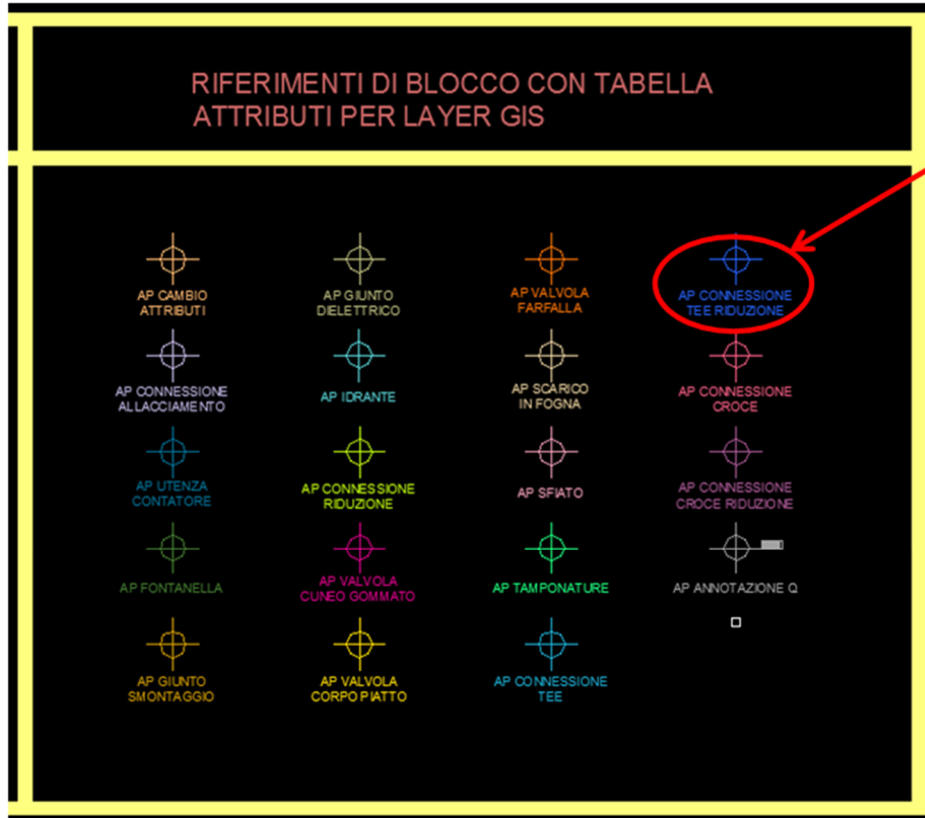 RIFERIMENTI DI BLOCCO CON TABELLA
ATTRIBUTI PER LAYER GIS
AP CAMBIO
ATTRIBUTI
AP GIUNTO
DIELETTRICO
AP VALVOLA
FARFALLA
AP CONNESSIONE
TEE RIDUZIONE
AP CONNESSIONE
ALLACCIAMENTO
AP IDRANTE
AP SCARICO
IN FOGNA
AP CONNESSIONE
CROCE
AP UTENZA
CONTATORE
AP CONNESSIONE
RIDUZIONE
AP SFIATO
AP CONNESSIONE
CROCE RIDUZIONE
AP FONTANELLA
AP VALVOLA
CUNEO GOMMATO
AP TAMPONATURE
AP ANNOTAZIONE Q
AP GIUNTO
SMONTAGGIO
AP VALVOLA
CORPO PIATTO
AP CONNESSIONE
TEE